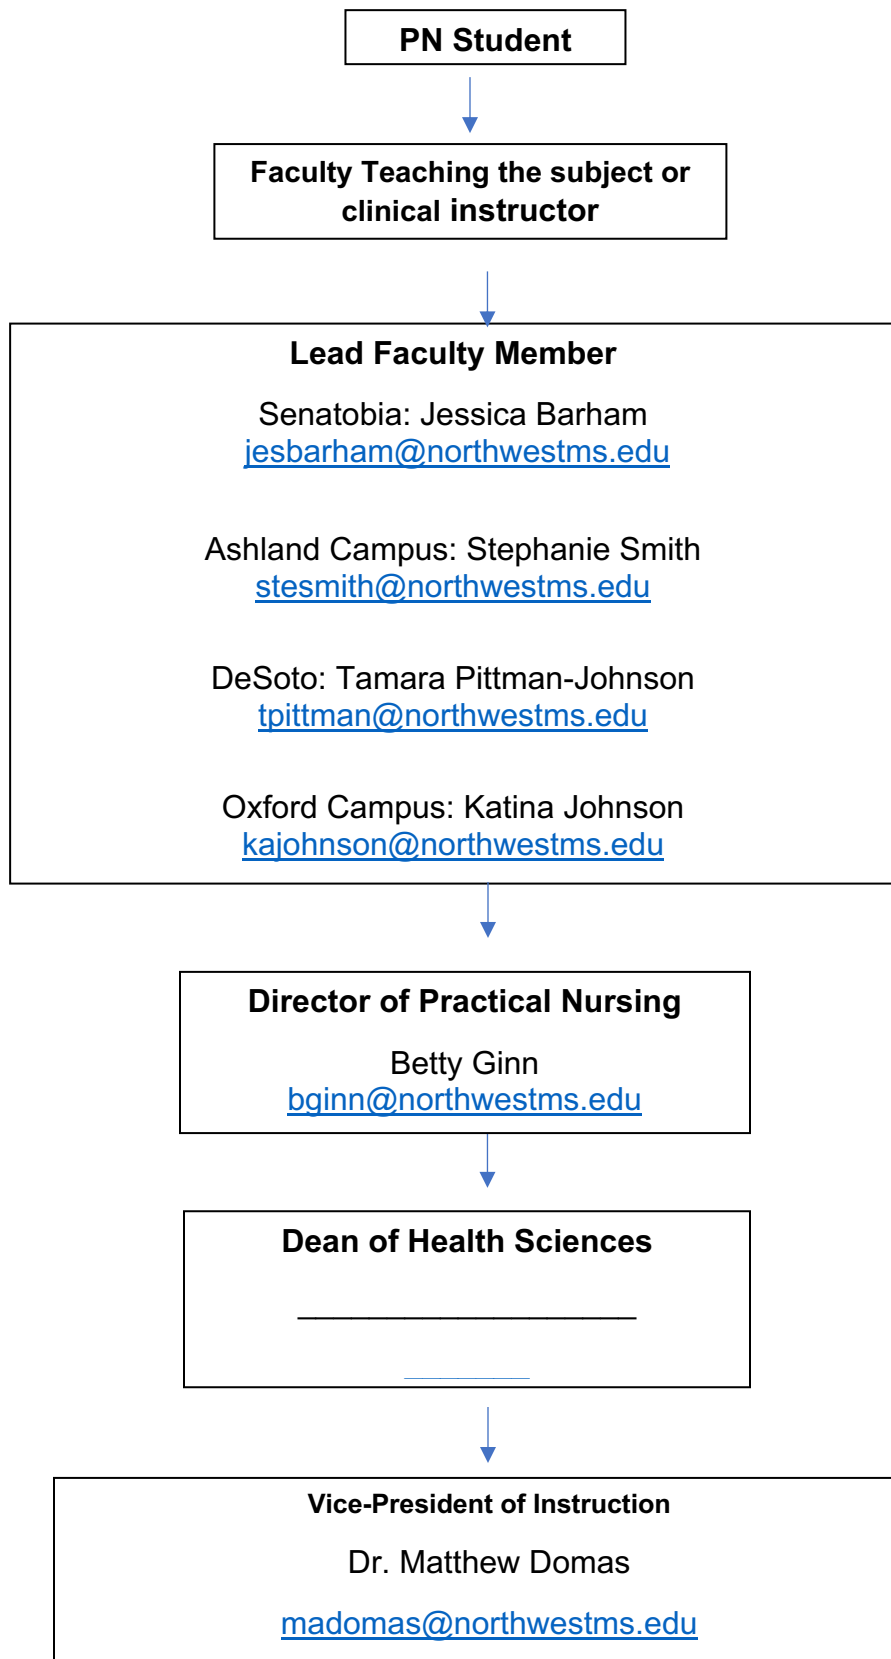 PN Student
Faculty Teaching the subject or
clinical instructor
Lead Faculty Member
Senatobia: Jessica Barham
jesbarham@northwestms.edu
Ashland Campus: Stephanie Smith
stesmith@northwestms.edu
DeSoto: Tamara Pittman-Johnson
tpittman@northwestms.edu
Oxford Campus: Katina Johnson
kajohnson@northwestms.edu
Director of Practical Nursing
Betty Ginn
bginn@northwestms.edu
Dean of Health Sciences
Vice-President of Instruction
Dr. Matthew Domas
madomas@northwestms.edu